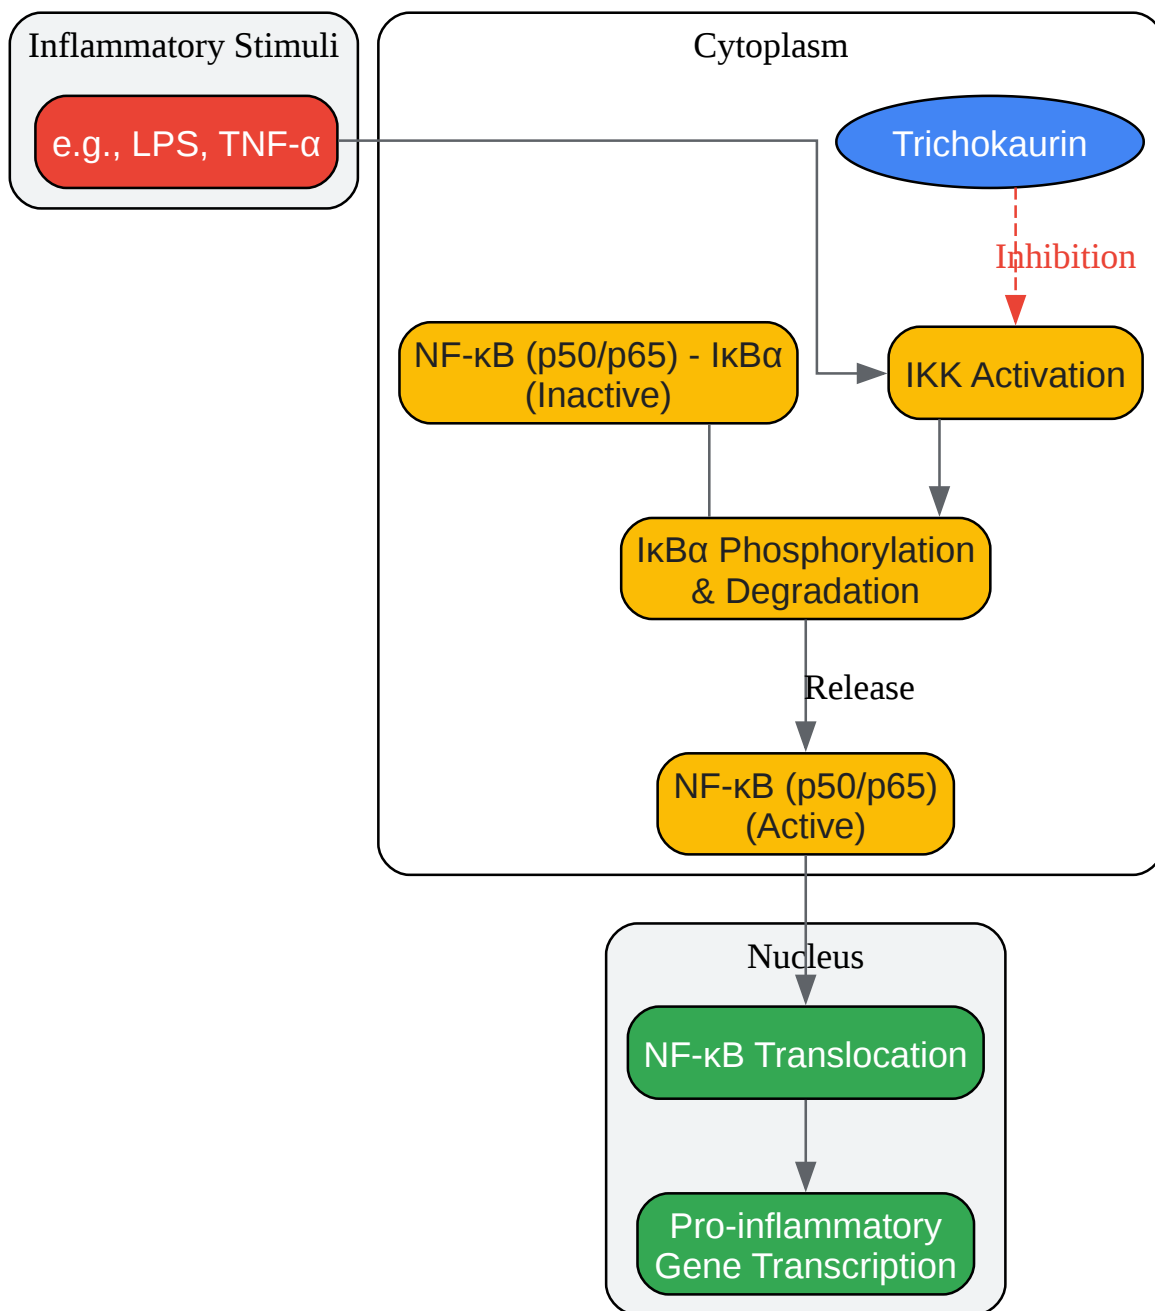 Inflammatory Stimuli
e.g., LPS, TNF-α
Cytoplasm
Trichokaurin
Inhibition
NF-κB (p50/p65) - IκBα
(Inactive)
IKK Activation
IκBα Phosphorylation
& Degradation
Release
NF-κB (p50/p65)
(Active)
Nucleus
NF-κB Translocation
Pro-inflammatory
Gene Transcription